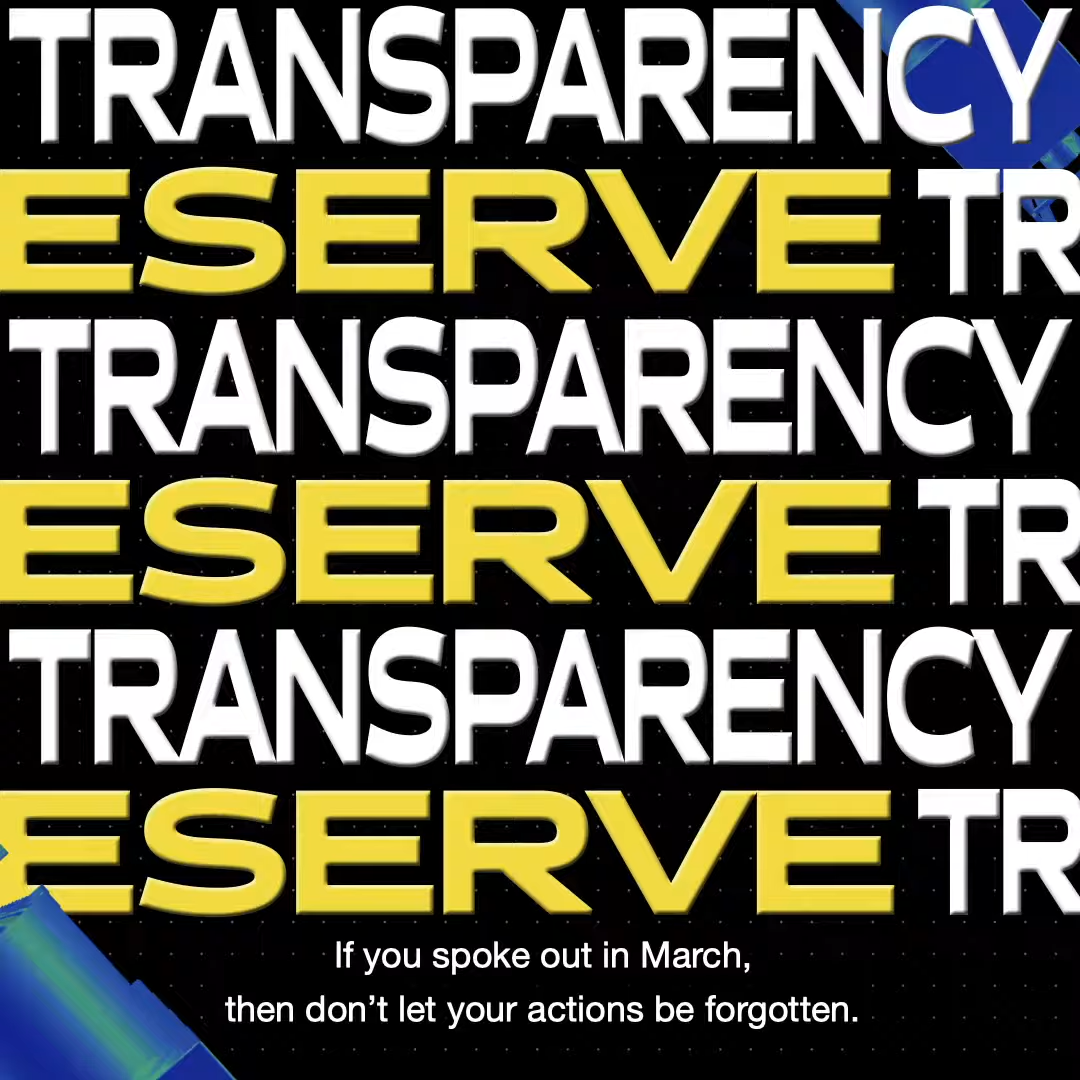 TRANSPARENCY
ESERVE TR
TRANSPARENCY
ESERVE TR
TRANSPARENCY
ESERVE TR
If you spoke out in March,
then don’t let your actions be forgotten.